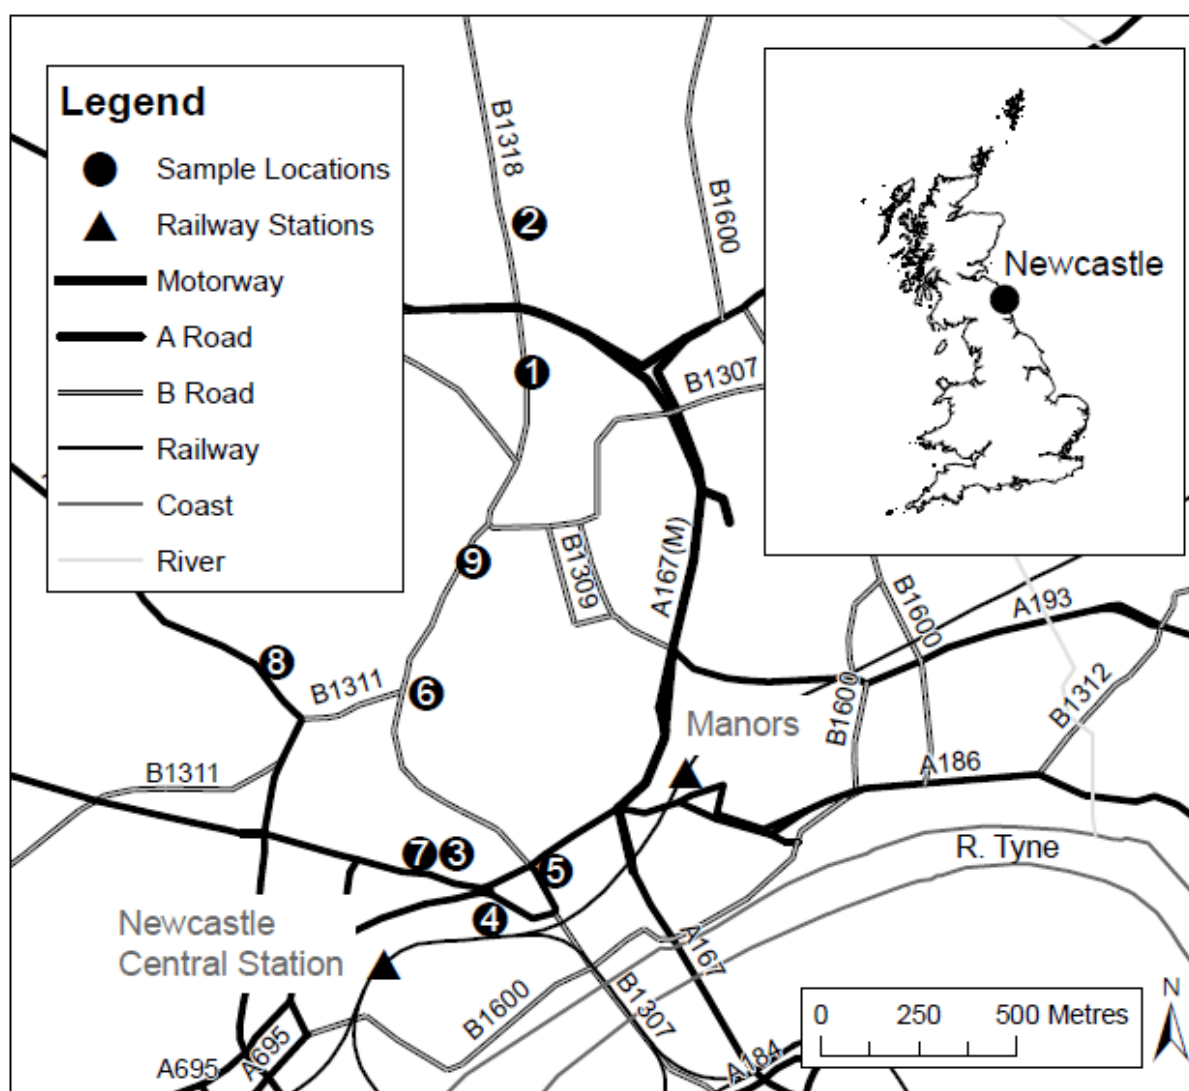 Legend
Sample Locations
Railway Stations
Motorway
A Road
B Road
Railway
Coast
River
B1318
B1600
2
Newcastle
1
B1307
9
B1309
A167(M)
B1600
A193
8
B1311
6
B1312
Manors
B1600
B1311
A186
7
3
5
R. Tyne
4
Newcastle
Central Station
A167
B1600
B1307
A695
A695
A184
0 250 500 Metres
N